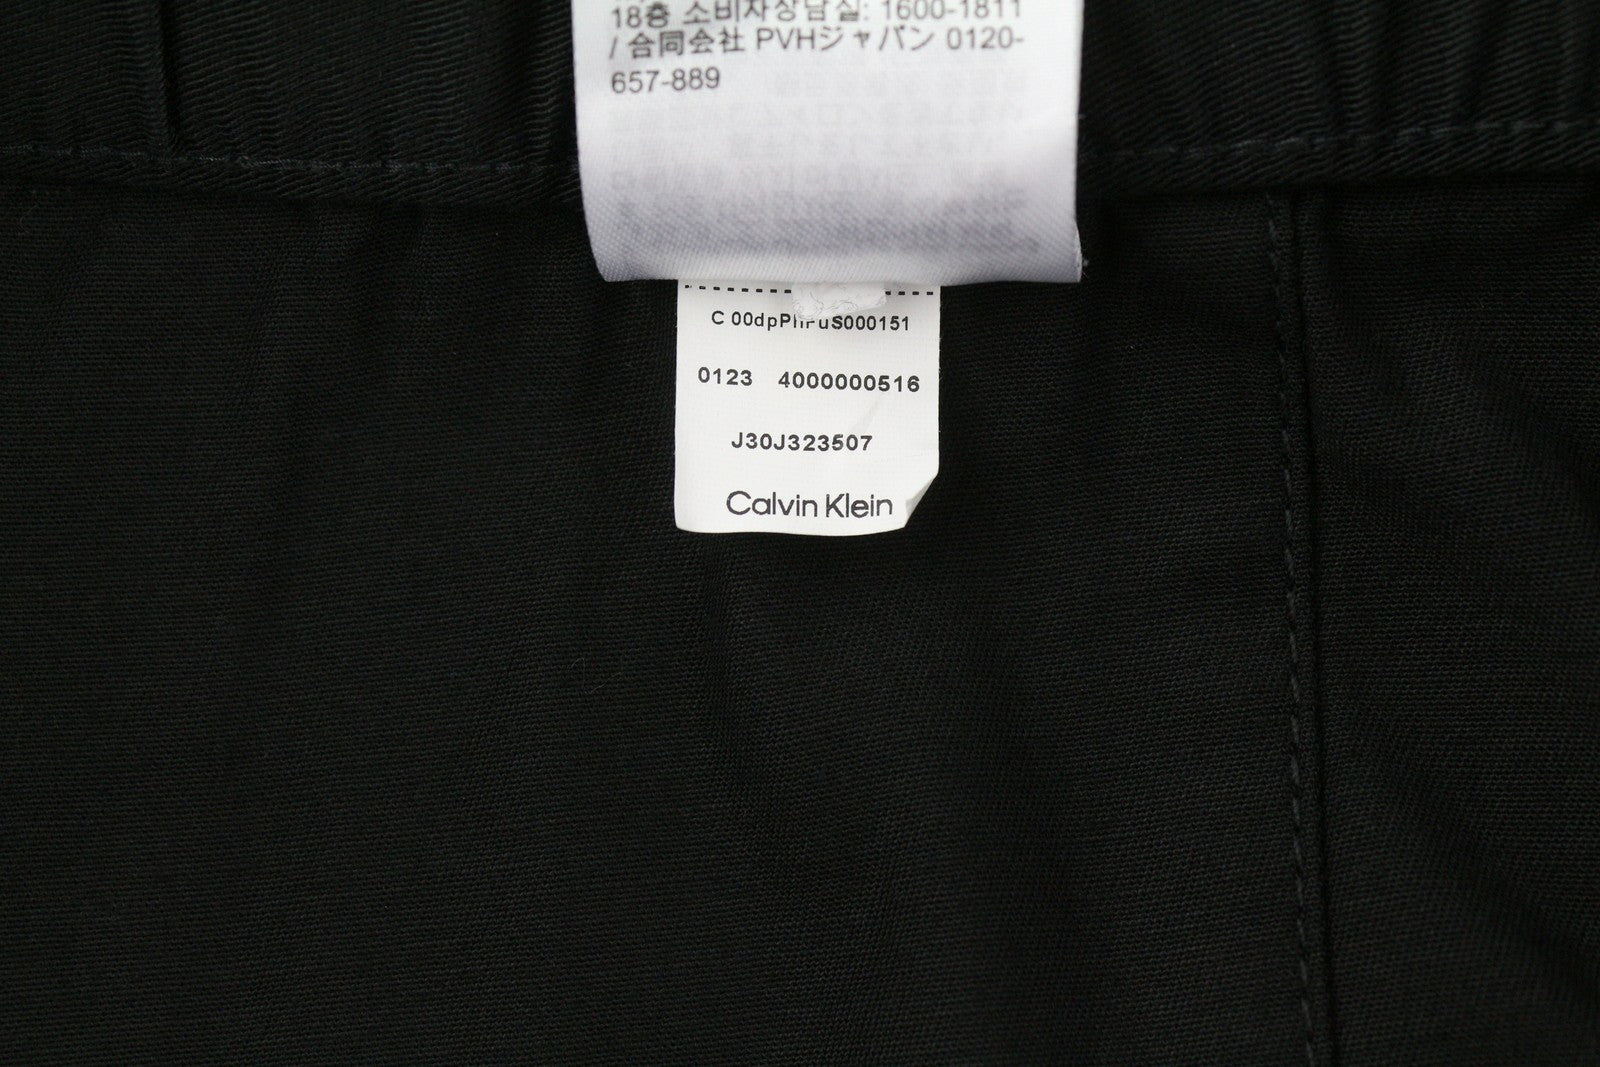 18층 소비자상담실: 1600-1811
/ 合同会社 PVHジャパン 0120-
657-889
0123 4000000516
J30J323507
Calvin Klein